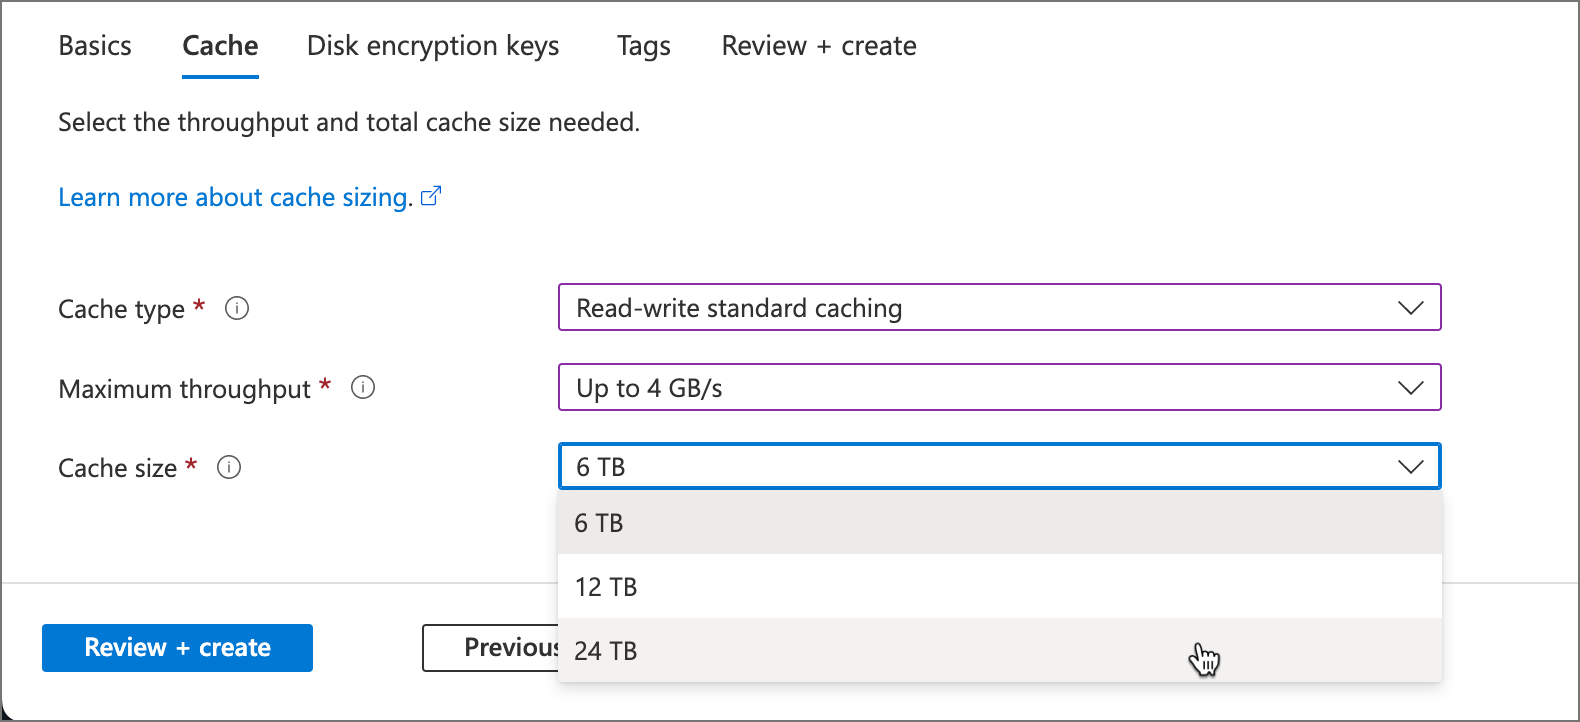 Basics Cache Disk encryption keys Tags Review + create
Select the throughput and total cache size needed.
Learn more about cache sizing.
Cache type * Read-write standard caching
Maximum throughput * Up to 4 GB/s
Cache size * 6 TB
6 TB
12 TB
Review + create Previous 24 TB